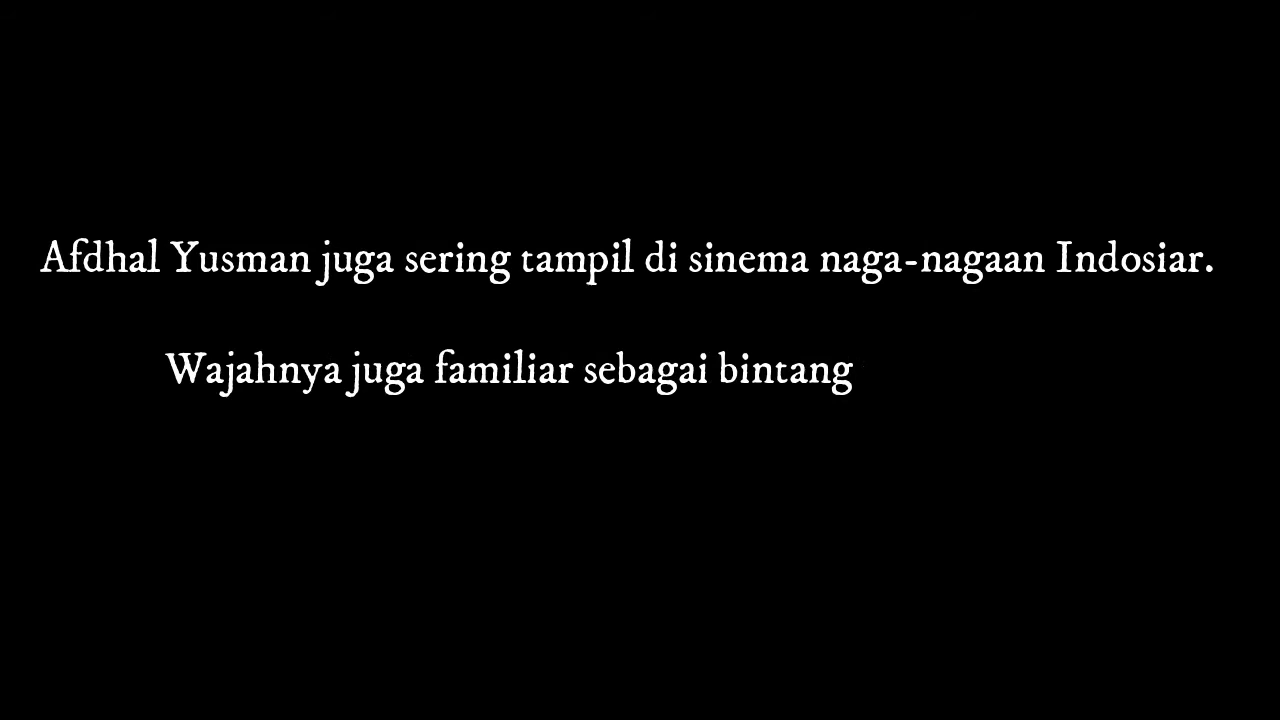 Afdhal Yusman juga sering tampil di sinema naga-nagaan Indosiar.
Wajahnya juga familiar sebagai bintang